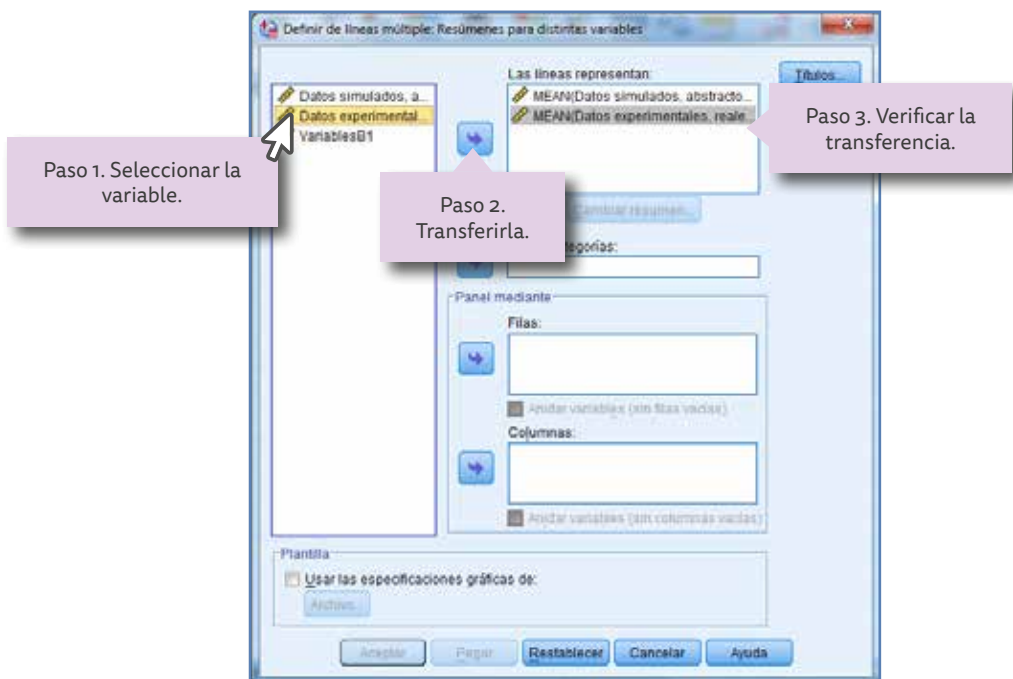 Definir de líneas múltiple: Resúmenes para distintas variables
Las líneas representan:
Títulos...
Datos simulados, a...
Datos experimental...
VariablesB1
MEAN(Datos simulados, abstracto...
MEAN(Datos experimentales, reale...
Paso 1. Seleccionar la
variable.
Paso 2.
Transferirla.
Paso 3. Verificar la
transferencia.
Cambiar resumen...
egorías:
Panel mediante
Filas:
Anidar variables (sin filas vacías)
Columnas:
Anidar variables (sin columnas vacías)
Plantilla
Usar las especificaciones gráficas de:
Archivo...
Aceptar
Pegar
Restablecer
Cancelar
Ayuda